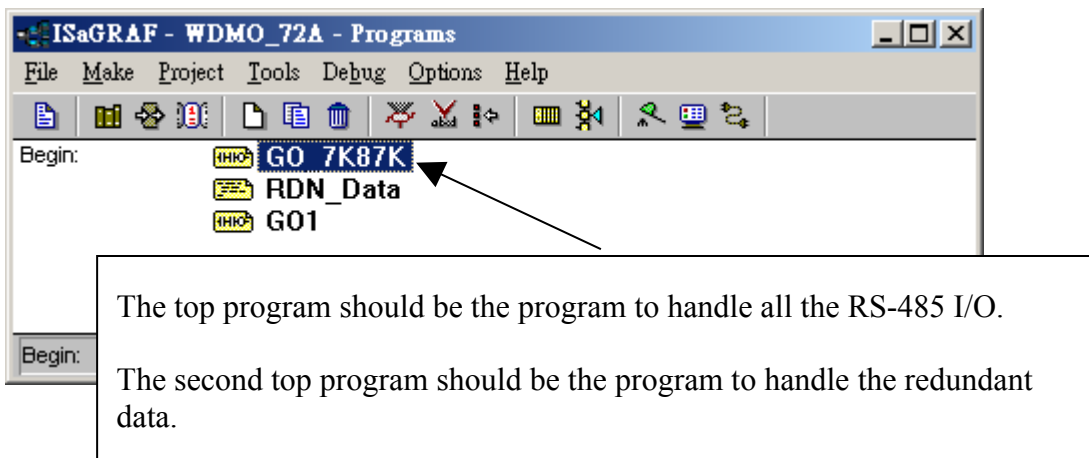 ISaGRAF - WDMO_72A - Programs
File Make Project Tools Debug Options Help
Begin: GO_7K87K
RDN_Data
GO1
The top program should be the program to handle all the RS-485 I/O.
The second top program should be the program to handle the redundant
data.
Begin: